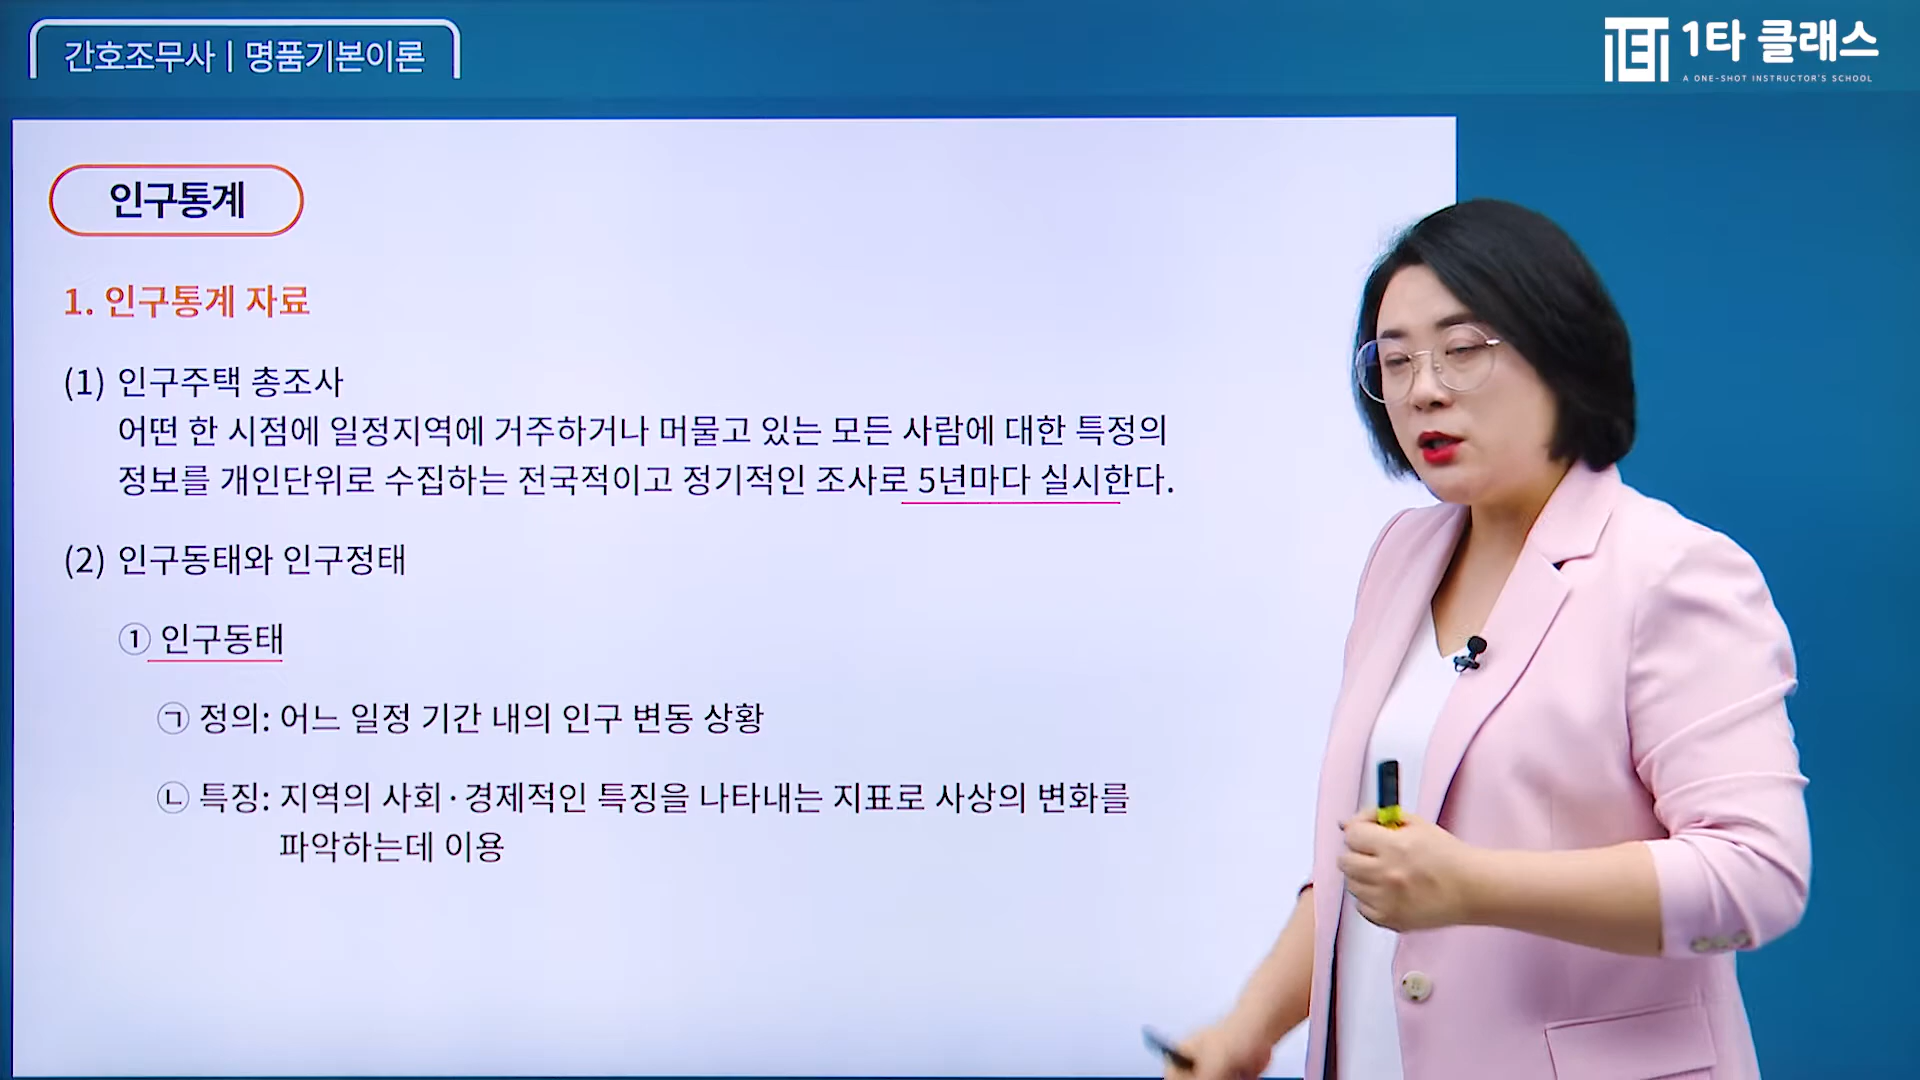 간호조무사 | 명품기본이론
1타 클래스
A ONE-SHOT INSTRUCTOR'S SCHOOL
인구통계
1. 인구통계 자료
(1) 인구주택 총조사
어떤 한 시점에 일정지역에 거주하거나 머물고 있는 모든 사람에 대한 특정의
정보를 개인단위로 수집하는 전국적이고 정기적인 조사로 5년마다 실시한다.
(2) 인구동태와 인구정태
① 인구동태
㉠ 정의: 어느 일정 기간 내의 인구 변동 상황
㉡ 특징: 지역의 사회·경제적인 특징을 나타내는 지표로 사상의 변화를
파악하는데 이용